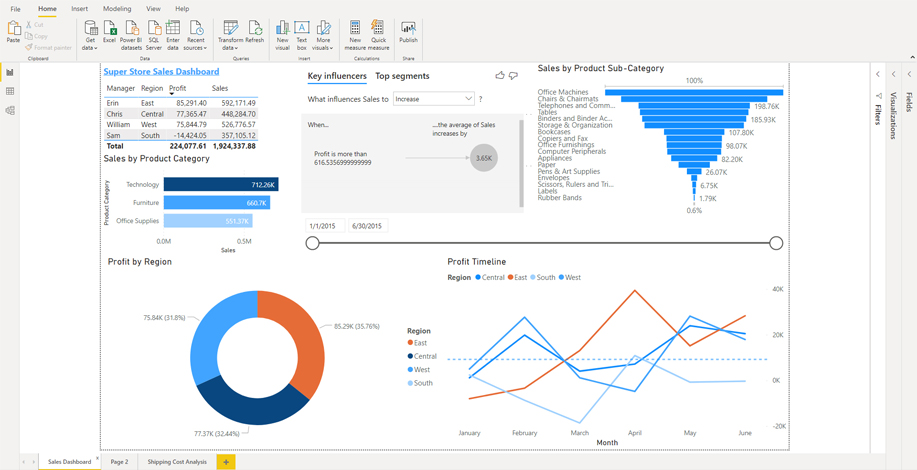 File Home Insert Modeling View Help
Paste
Cut
Copy
Format painter
Clipboard
Get data
Excel
Power BI datasets
SQL Server
Enter data
Recent sources
Data
Transform data
Refresh
Queries
New visual
Text box
More visuals
Insert
New measure
Quick measure
Calculations
Publish
Share
Super Store Sales Dashboard
Manager Region Profit Sales
Erin East 85,291.40 592,171.49
Chris Central 77,365.47 448,284.70
William West 75,844.79 526,776.57
Sam South -14,424.05 357,105.12
Total 224,077.61 1,924,337.88
Sales by Product Category
Product Category
Technology 712.26K
Furniture 660.7K
Office Supplies 551.37K
0.0M 0.5M
Sales
Key influencers Top segments
What influences Sales to Increase ?
When...
...the average of Sales increases by
Profit is more than
616.5356999999999
3.65K
1/1/2015 6/30/2015
Sales by Product Sub-Category
100%
Office Machines
Chairs & Chairmats
Telephones and Comm... 198.76K
Tables
Binders and Binder Ac... 185.93K
Storage & Organization
Bookcases 107.80K
Copiers and Fax
Office Furnishings 98.07K
Computer Peripherals
Appliances 82.20K
Paper
Pens & Art Supplies 26.07K
Envelopes
Scissors, Rulers and Tri... 6.75K
Labels
Rubber Bands 1.79K
0.6%
Filters
Visualizations
Fields
Profit by Region
75.84K (31.8%)
85.29K (35.76%)
77.37K (32.44%)
Region
East
Central
West
South
Profit Timeline
Region Central East South West
40K
20K
0K
-20K
January February March April May June
Month
Sales Dashboard x Page 2 Shipping Cost Analysis +